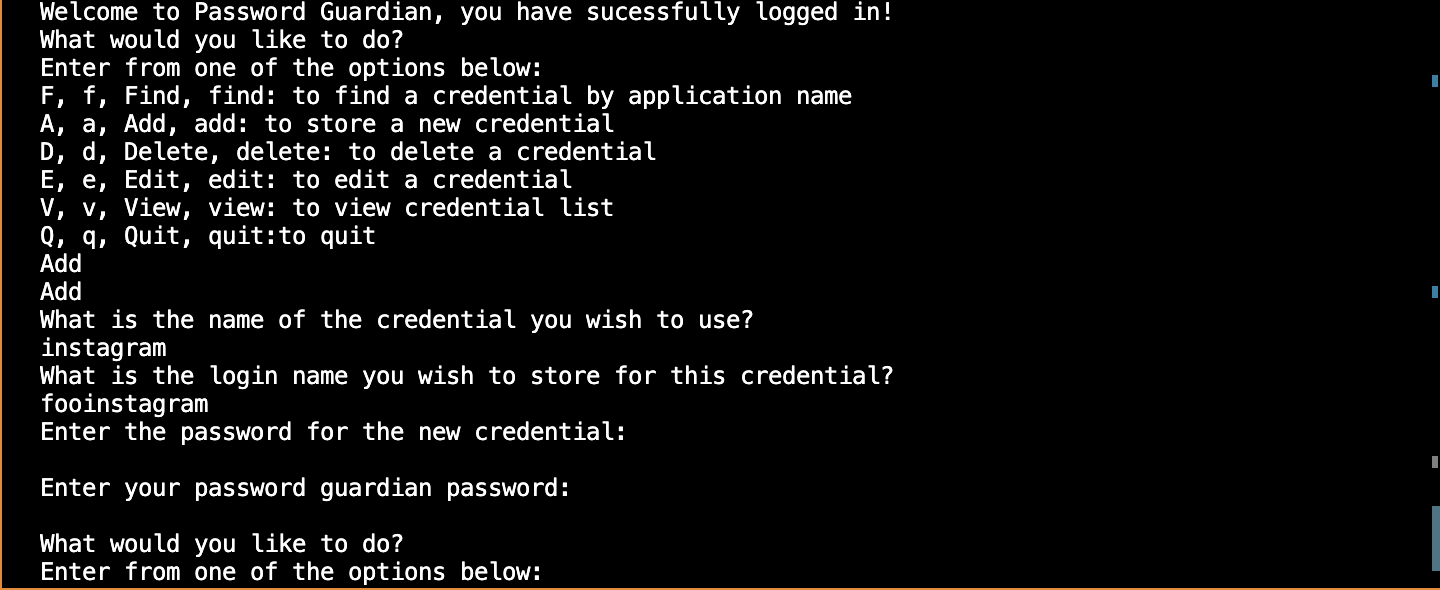 Welcome to Password Guardian, you have sucessfully logged in!
What would you like to do?
Enter from one of the options below:
F, f, Find, find: to find a credential by application name
A, a, Add, add: to store a new credential
D, d, Delete, delete: to delete a credential
E, e, Edit, edit: to edit a credential
V, v, View, view: to view credential list
Q, q, Quit, quit:to quit
Add
Add
What is the name of the credential you wish to use?
instagram
What is the login name you wish to store for this credential?
fooinstagram
Enter the password for the new credential:
Enter your password guardian password:
What would you like to do?
Enter from one of the options below: